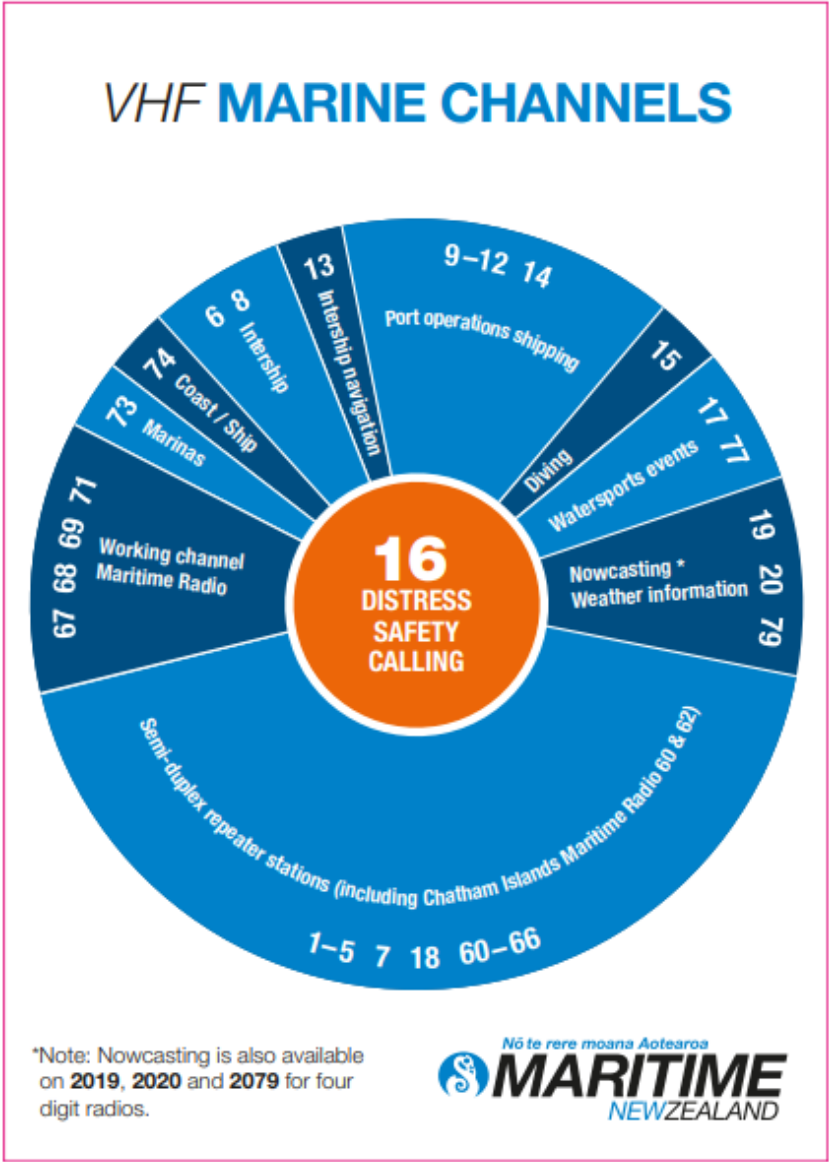 VHF MARINE CHANNELS
9–12 14
Port operations shipping
15
Diving
17 77
Watersports events
19 20 79
Nowcasting *
Weather information
1–5 7 18 60–66
Semi-duplex repeater stations (including Chatham Islands Maritime Radio 60 & 62)
67 68 69 71
Working channel
Maritime Radio
73
Marinas
74
Coast / Ship
6 8
Intership
13
Intership navigation
16
DISTRESS
SAFETY
CALLING
*Note: Nowcasting is also available
on 2019, 2020 and 2079 for four
digit radios.
Nō te rere moana Aotearoa
MARITIME
NEWZEALAND